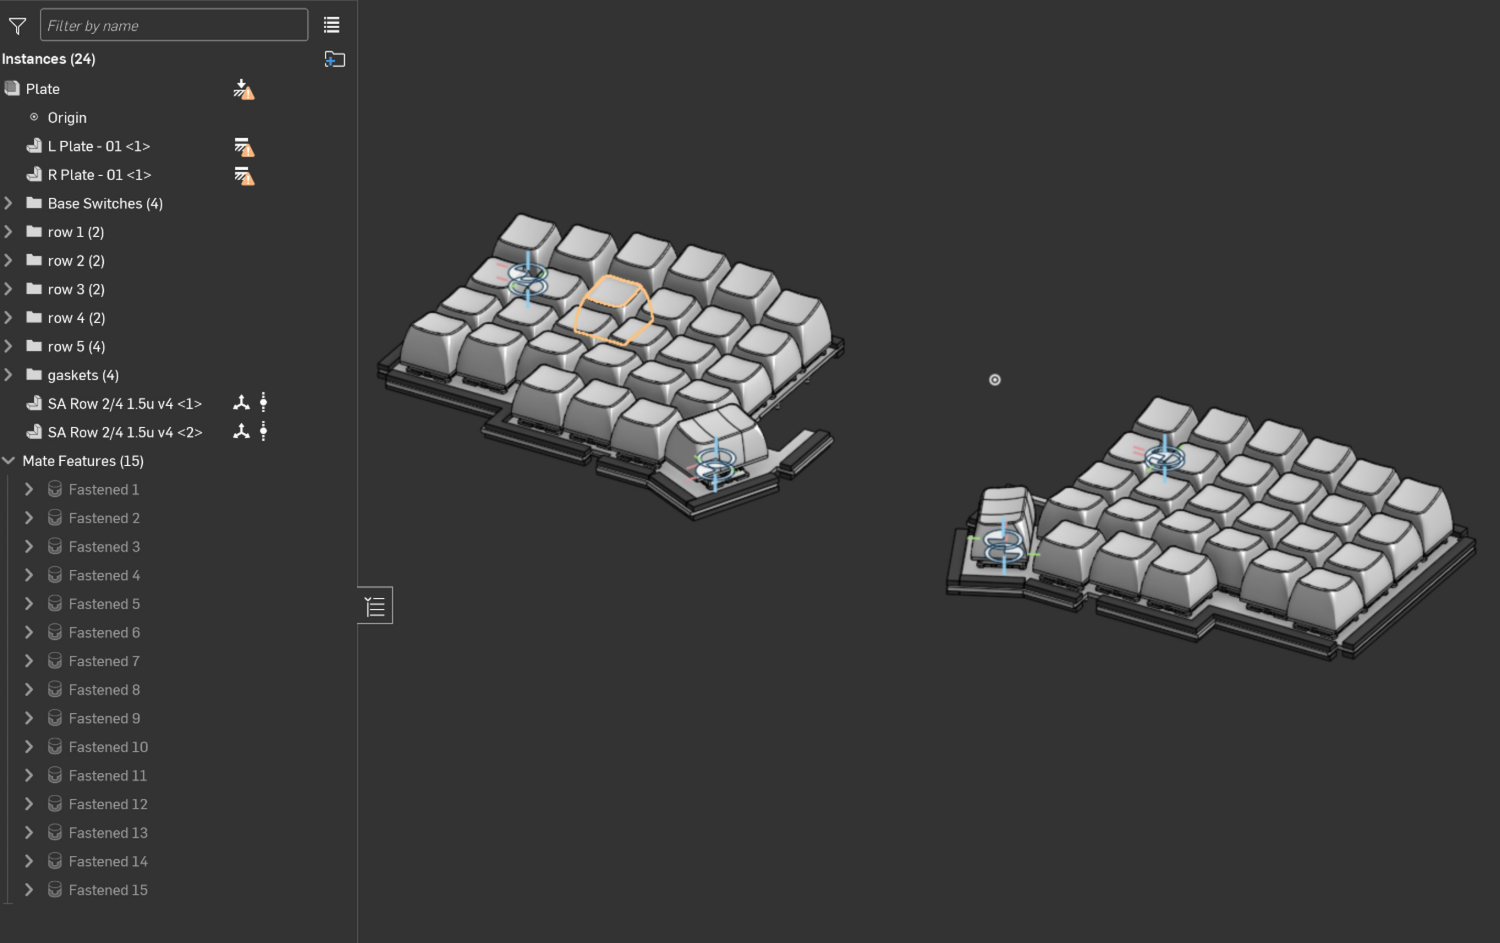 Filter by name
Instances (24)
Plate
Origin
L Plate - 01 <1>
R Plate - 01 <1>
Base Switches (4)
row 1 (2)
row 2 (2)
row 3 (2)
row 4 (2)
row 5 (4)
gaskets (4)
SA Row 2/4 1.5u v4 <1>
SA Row 2/4 1.5u v4 <2>
Mate Features (15)
Fastened 1
Fastened 2
Fastened 3
Fastened 4
Fastened 5
Fastened 6
Fastened 7
Fastened 8
Fastened 9
Fastened 10
Fastened 11
Fastened 12
Fastened 13
Fastened 14
Fastened 15